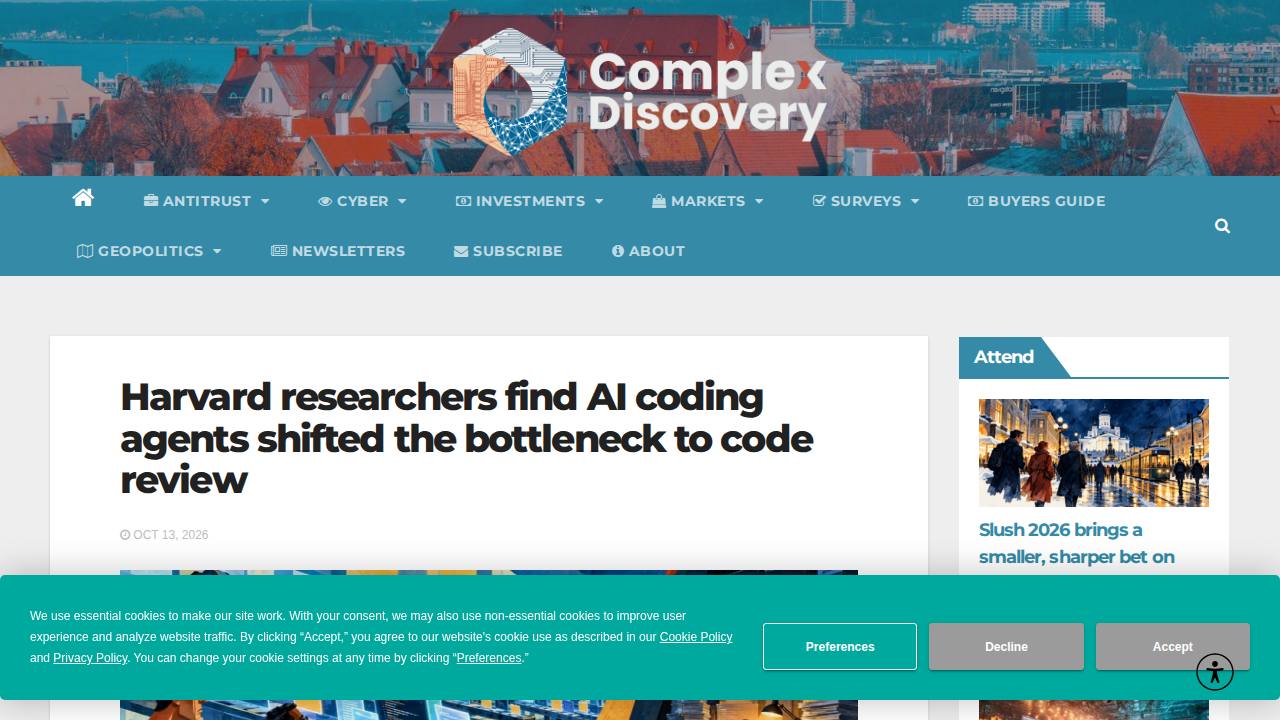 Complex
Discovery
ANTITRUST
CYBER
INVESTMENTS
MARKETS
SURVEYS
BUYERS GUIDE
GEOPOLITICS
NEWSLETTERS
SUBSCRIBE
ABOUT
Harvard researchers find AI coding
agents shifted the bottleneck to code
review
OCT 13, 2026
Attend
Slush 2026 brings a
smaller, sharper bet on
We use essential cookies to make our site work. With your consent, we may also use non-essential cookies to improve user
experience and analyze website traffic. By clicking “Accept,” you agree to our website's cookie use as described in our Cookie Policy
and Privacy Policy. You can change your cookie settings at any time by clicking “Preferences.”
Preferences
Decline
Accept